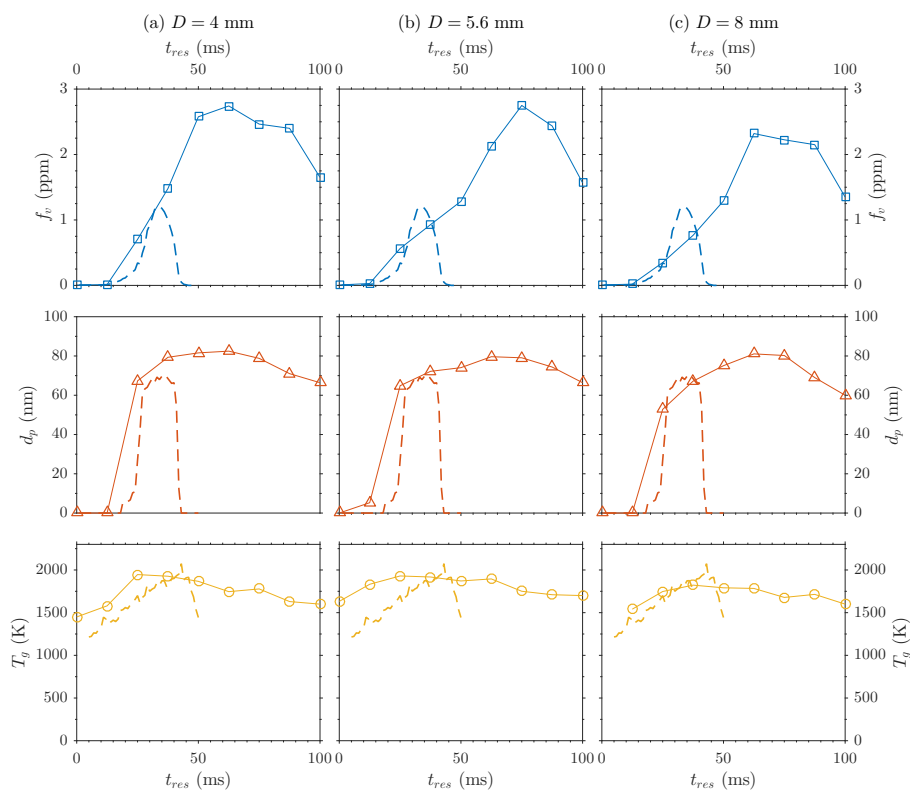 (a) D = 4 mm
(b) D = 5.6 mm
(c) D = 8 mm
t_res (ms)
t_res (ms)
t_res (ms)
0 50 100 0 50 100 0 50 100
3
2
1
0
f_v (ppm)
3
2
1
0
f_v (ppm)
100
80
60
40
20
0
d_p (nm)
100
80
60
40
20
0
d_p (nm)
2000
1500
1000
500
0
T_g (K)
2000
1500
1000
500
0
T_g (K)
0 50 100 0 50 100 0 50 100
t_res (ms)
t_res (ms)
t_res (ms)